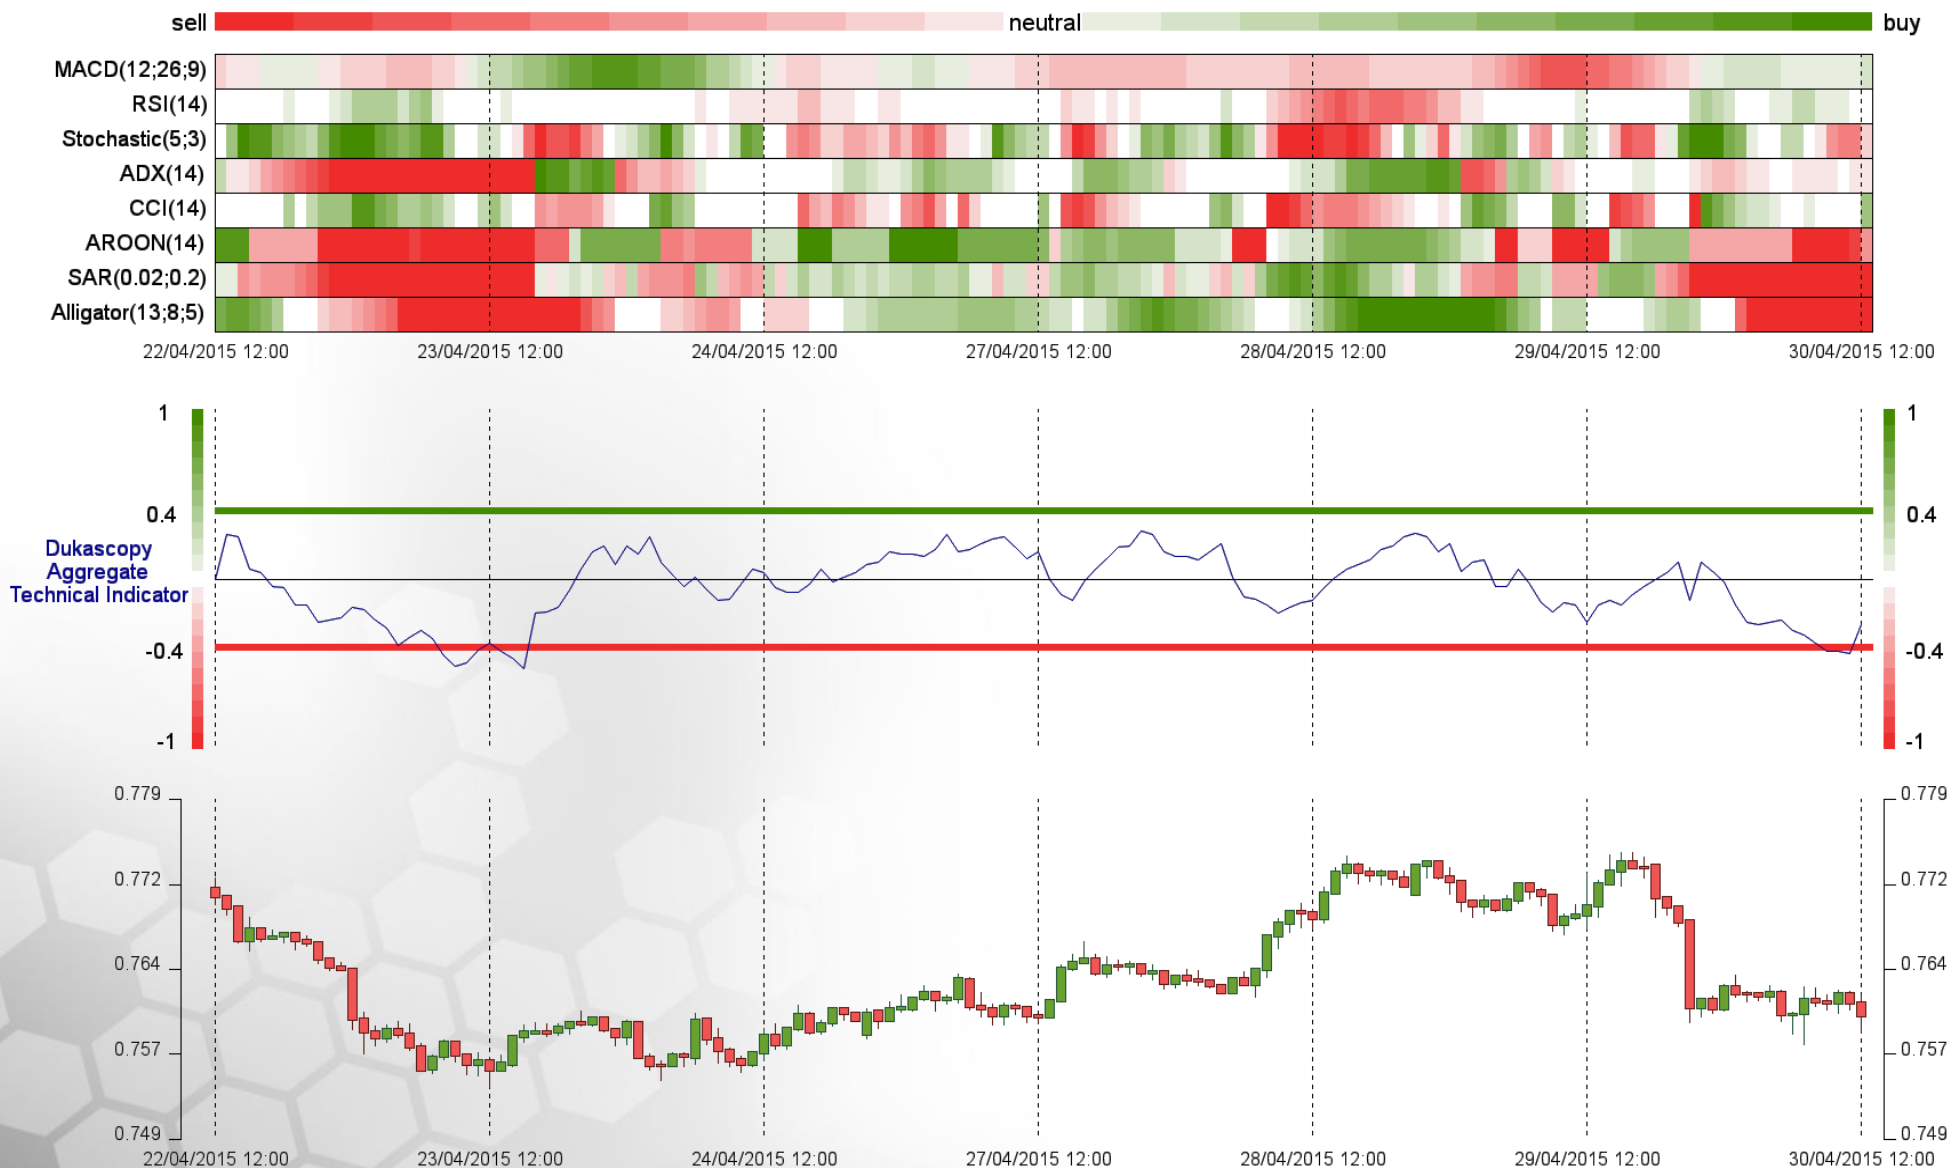 sell neutral buy
MACD(12;26;9)
RSI(14)
Stochastic(5;3)
ADX(14)
CCI(14)
AROON(14)
SAR(0.02;0.2)
Alligator(13;8;5)
22/04/2015 12:00 23/04/2015 12:00 24/04/2015 12:00 27/04/2015 12:00 28/04/2015 12:00 29/04/2015 12:00 30/04/2015 12:00
1 1
0.4 0.4
Dukascopy
Aggregate
Technical Indicator
-0.4 -0.4
-1 -1
0.779 0.779
0.772 0.772
0.764 0.764
0.757 0.757
0.749 0.749
22/04/2015 12:00 23/04/2015 12:00 24/04/2015 12:00 27/04/2015 12:00 28/04/2015 12:00 29/04/2015 12:00 30/04/2015 12:00